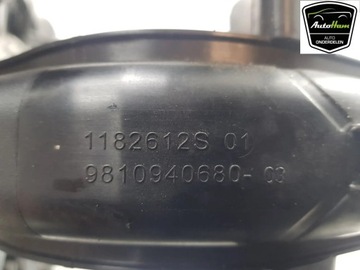 AutoHam
AUTO
ONDERDELEN
1182612S 01
9810940680- 03